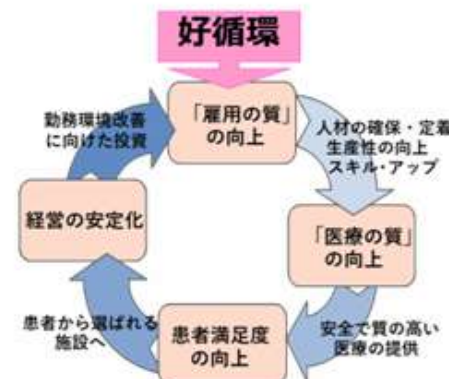 好循環
「雇用の質」
の向上
人材の確保・定着
生産性の向上
スキル・アップ
「医療の質」
の向上
安全で質の高い
医療の提供
患者満足度
の向上
患者から選ばれる
施設へ
経営の安定化
勤務環境改善
に向けた投資